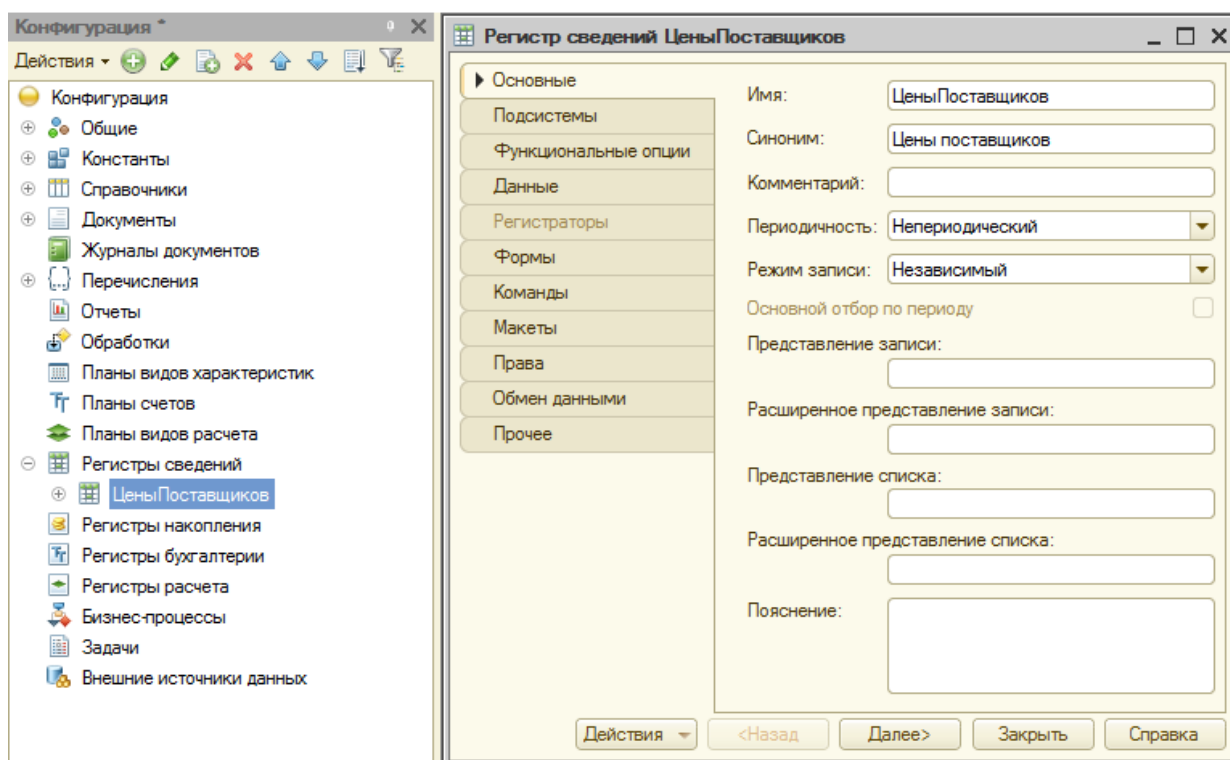 Конфигурация *
Действия
Конфигурация
Общие
Константы
Справочники
Документы
Журналы документов
Перечисления
Отчеты
Обработки
Планы видов характеристик
Планы счетов
Планы видов расчета
Регистры сведений
ЦеныПоставщиков
Регистры накопления
Регистры бухгалтерии
Регистры расчета
Бизнес-процессы
Задачи
Внешние источники данных
Регистр сведений ЦеныПоставщиков
Основные
Подсистемы
Функциональные опции
Данные
Регистраторы
Формы
Команды
Макеты
Права
Обмен данными
Прочее
Имя: ЦеныПоставщиков
Синоним: Цены поставщиков
Комментарий:
Периодичность: Непериодический
Режим записи: Независимый
Основной отбор по периоду
Представление записи:
Расширенное представление записи:
Представление списка:
Расширенное представление списка:
Пояснение:
Действия <Назад Далее> Закрыть Справка